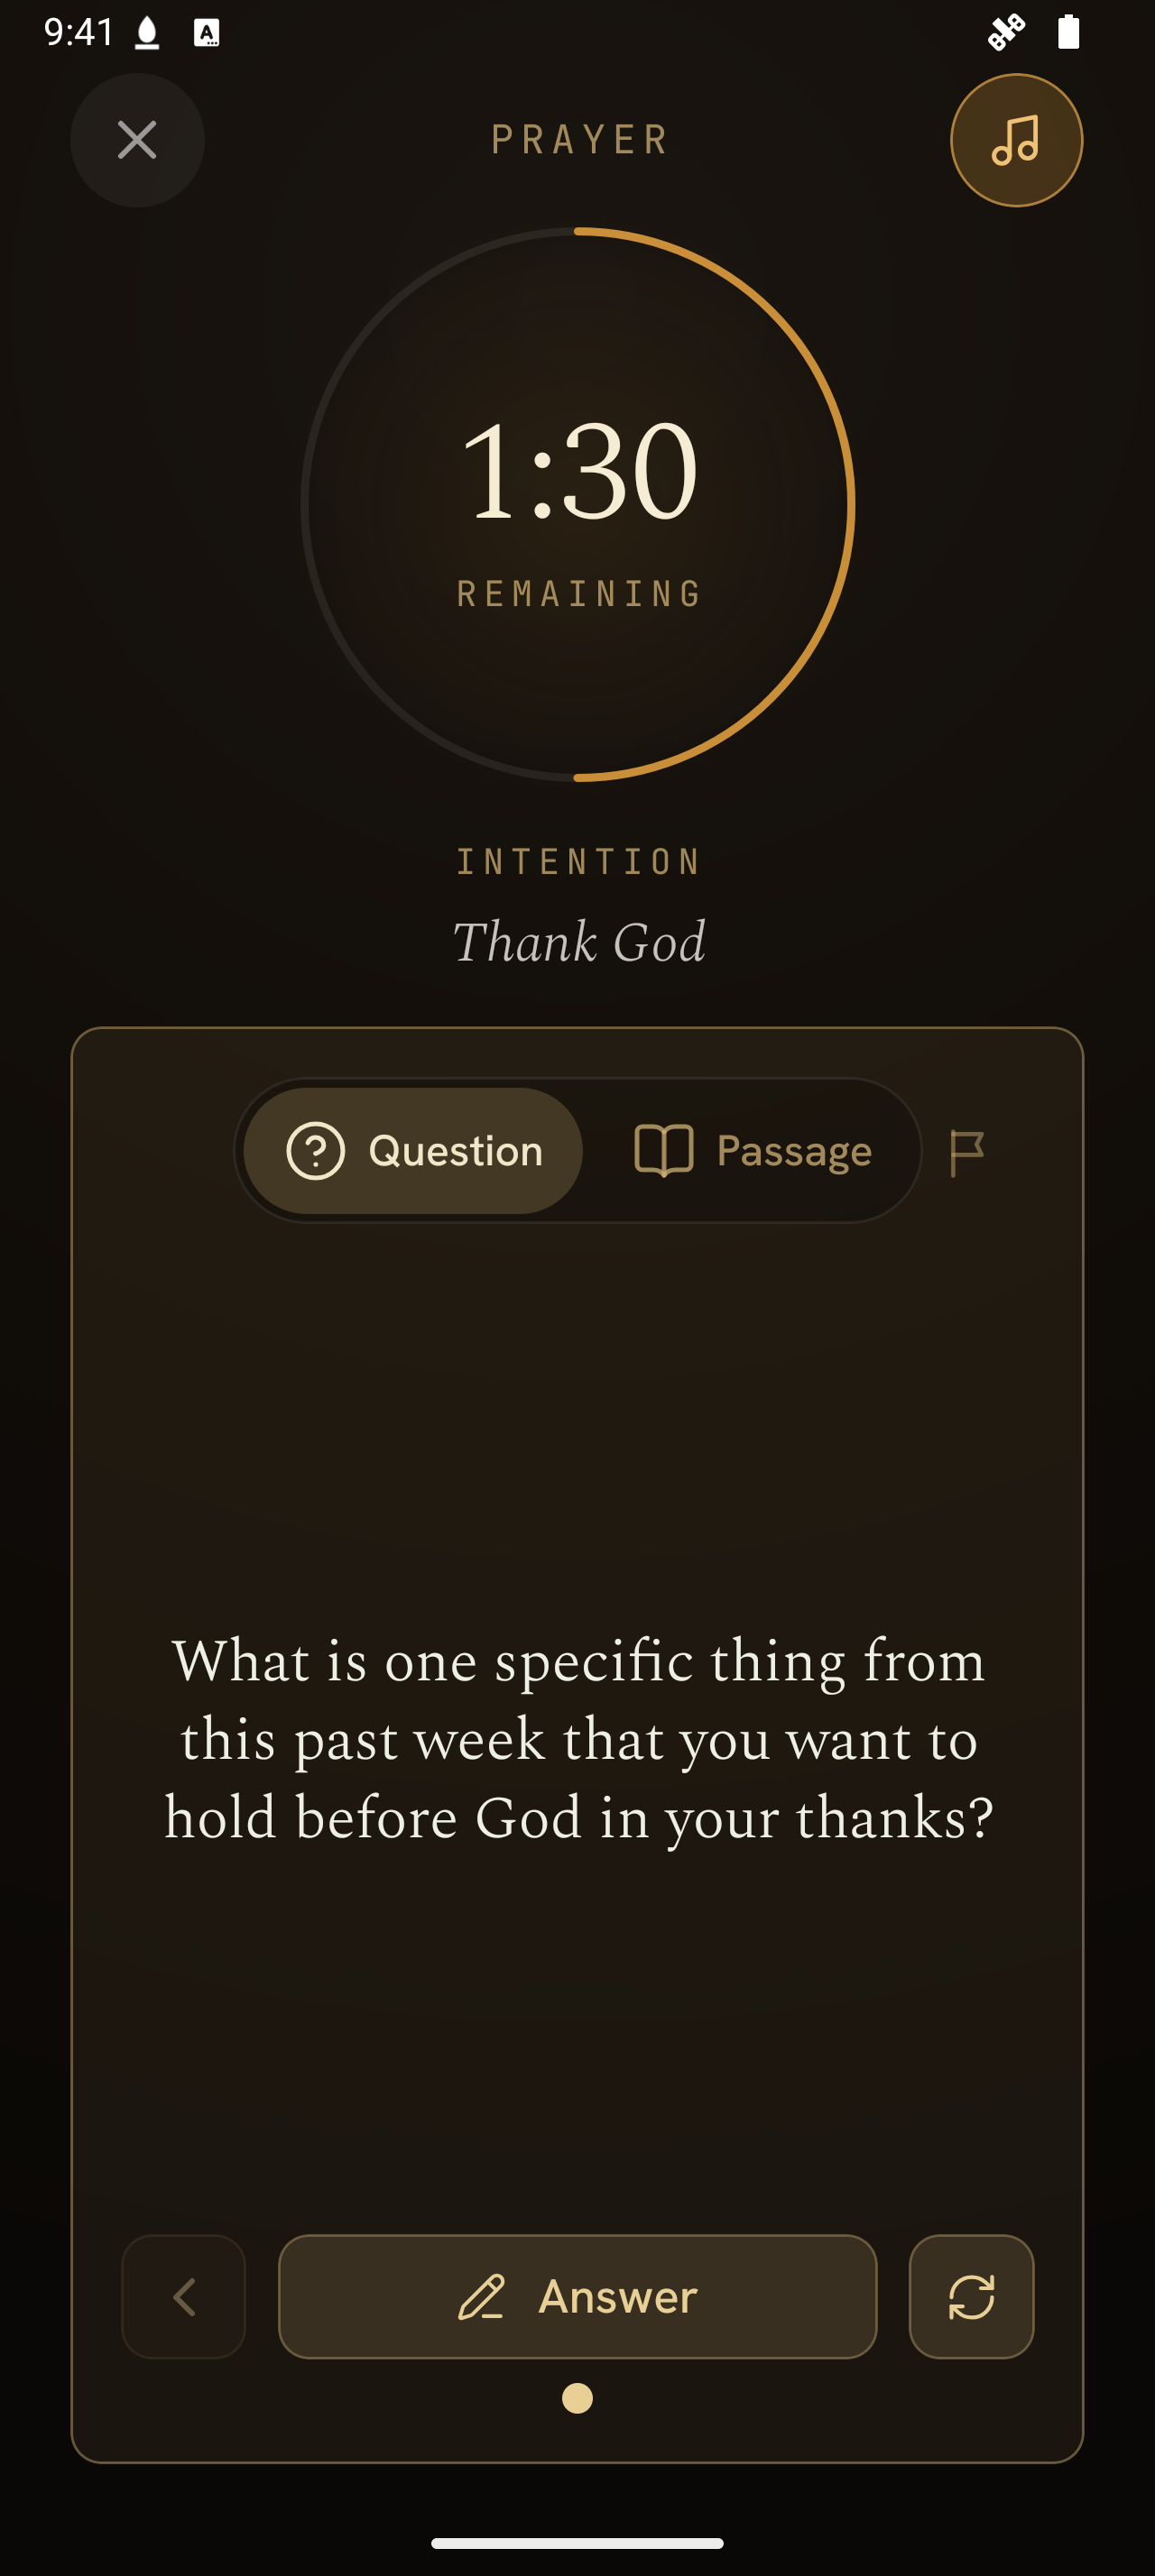 9:41
PRAYER
1:30
REMAINING
INTENTION
Thank God
Question
Passage
What is one specific thing from
this past week that you want to
hold before God in your thanks?
Answer